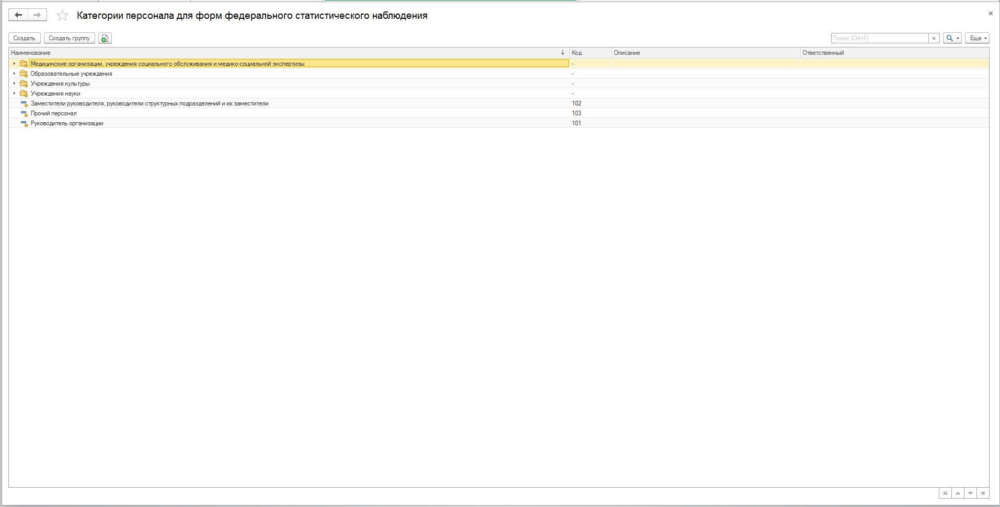 Категории персонала для форм федерального статистического наблюдения
Создать Создать группу Поиск (Ctrl+F) Еще
Наименование Код Описание Ответственный
Медицинские организации, учреждения социального обслуживания и медико-социальной экспертизы -
Образовательные учреждения -
Учреждения культуры -
Учреждения науки -
Заместители руководителя, руководители структурных подразделений и их заместители 102
Прочий персонал 103
Руководитель организации 101